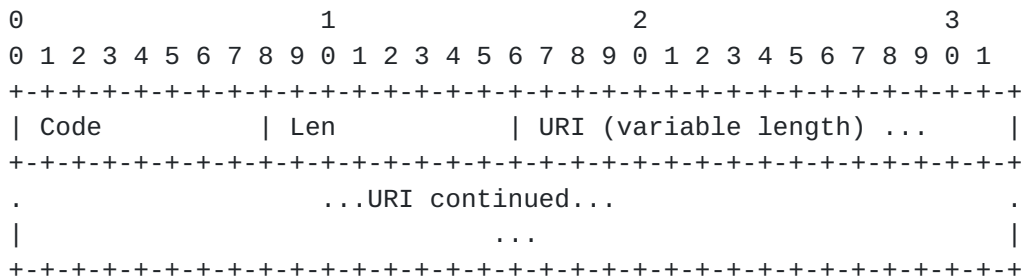 0                   1                   2                   3
0 1 2 3 4 5 6 7 8 9 0 1 2 3 4 5 6 7 8 9 0 1 2 3 4 5 6 7 8 9 0 1
+-+-+-+-+-+-+-+-+-+-+-+-+-+-+-+-+-+-+-+-+-+-+-+-+-+-+-+-+-+-+-+-+
| Code          | Len           | URI (variable length) ...     |
+-+-+-+-+-+-+-+-+-+-+-+-+-+-+-+-+-+-+-+-+-+-+-+-+-+-+-+-+-+-+-+-+
.                   ...URI continued...                         .
|                              ...                              |
+-+-+-+-+-+-+-+-+-+-+-+-+-+-+-+-+-+-+-+-+-+-+-+-+-+-+-+-+-+-+-+-+